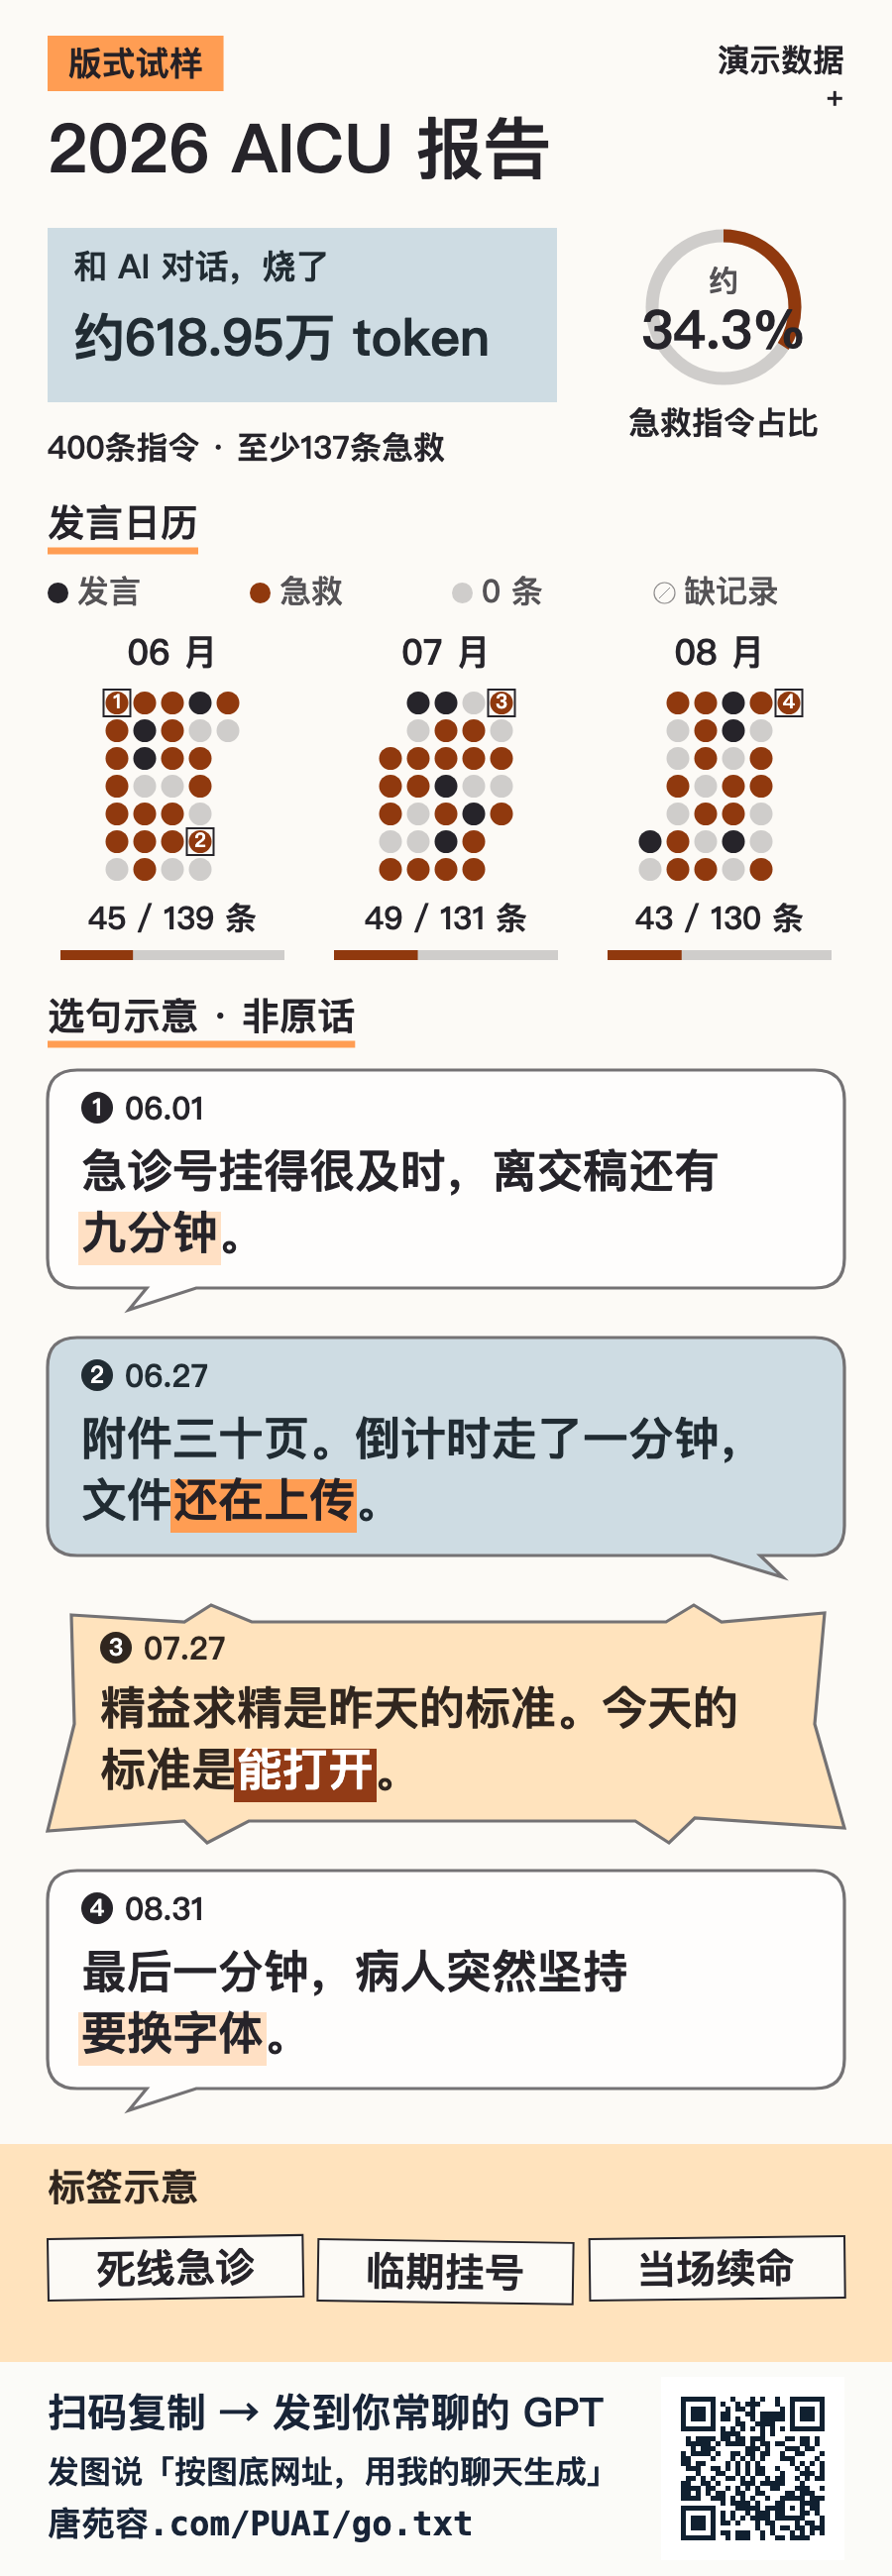 版式试样
演示数据
+
2026 AICU 报告
和 AI 对话，烧了
约618.95万 token
约
34.3%
急救指令占比
400条指令 · 至少137条急救
发言日历
发言
急救
0 条
缺记录
06 月
07 月
08 月
1
3
4
2
45 / 139 条
49 / 131 条
43 / 130 条
选句示意 · 非原话
1 06.01
急诊号挂得很及时，离交稿还有
九分钟。
2 06.27
附件三十页。倒计时走了一分钟，
文件还在上传。
3 07.27
精益求精是昨天的标准。今天的
标准是能打开。
4 08.31
最后一分钟，病人突然坚持
要换字体。
标签示意
死线急诊
临期挂号
当场续命
扫码复制 → 发到你常聊的 GPT
发图说「按图底网址，用我的聊天生成」
唐苑容.com/PUAI/go.txt